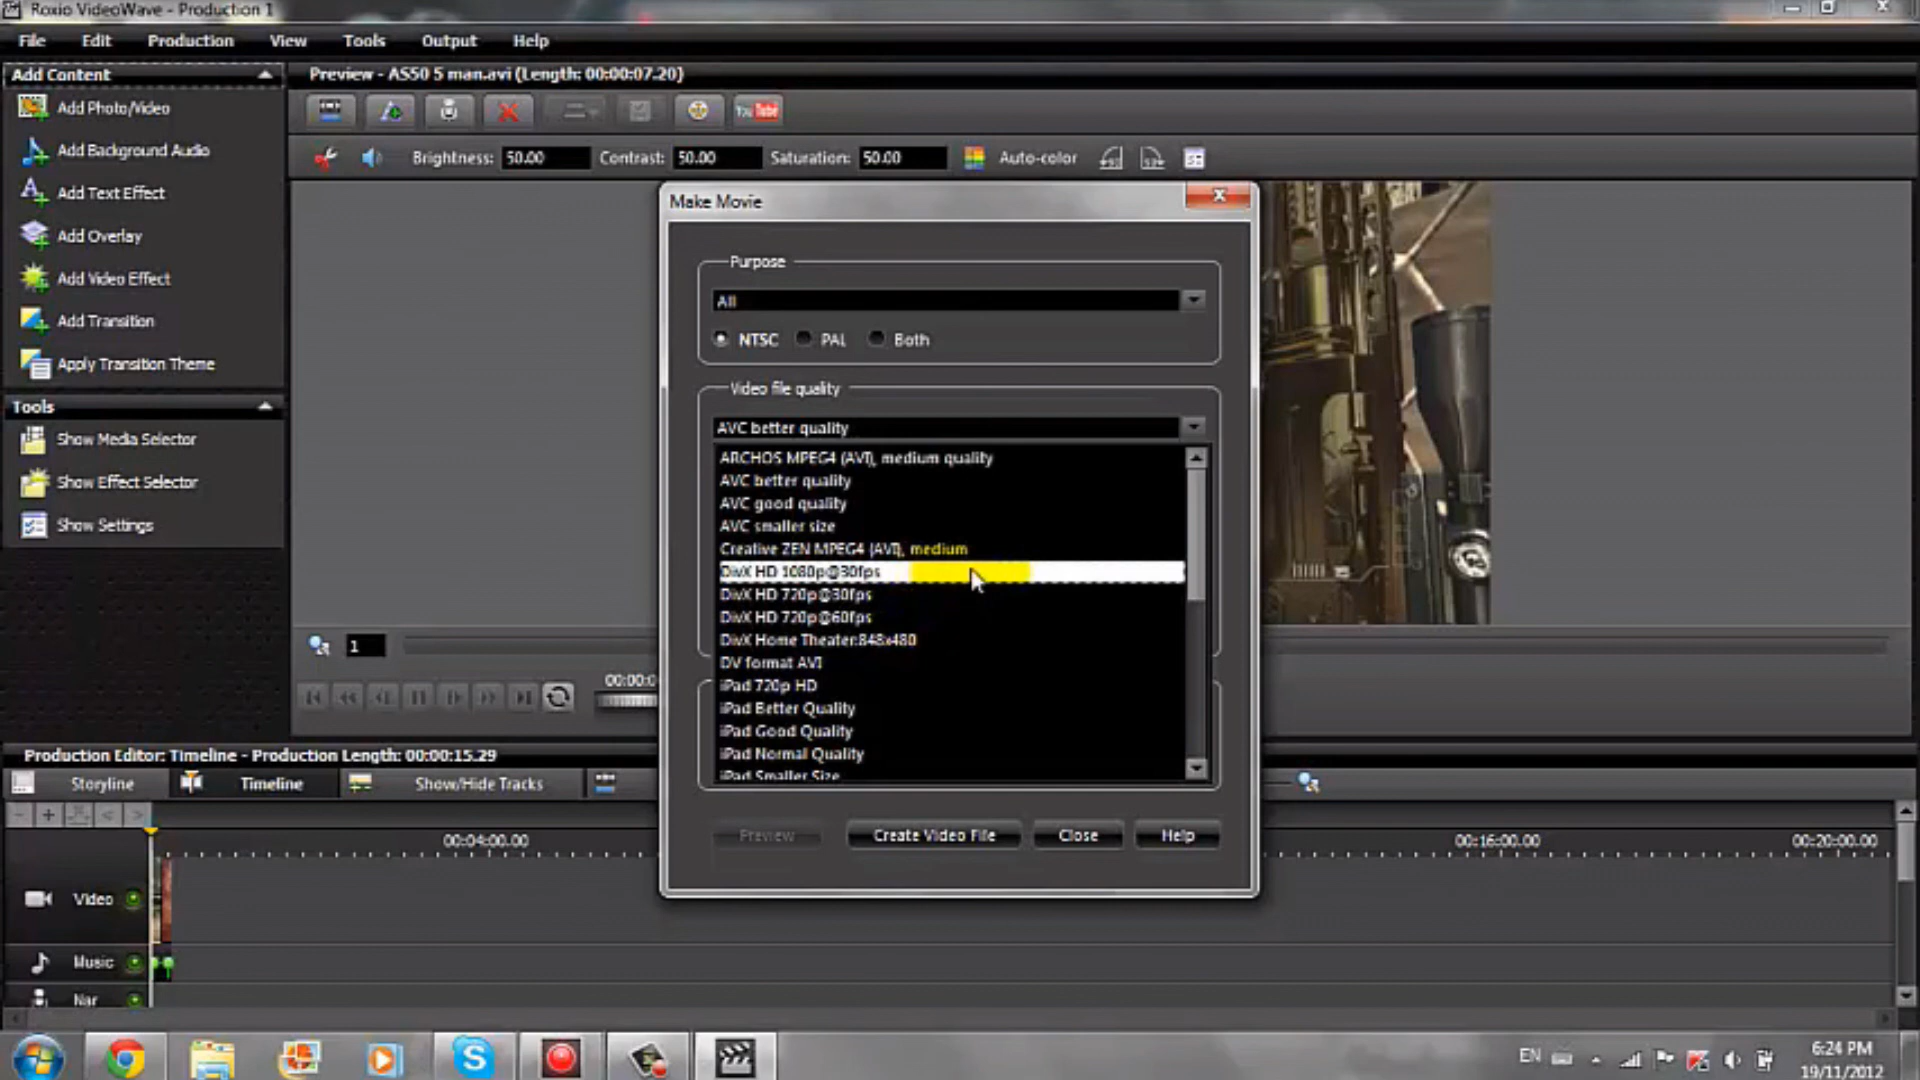 Roxio VideoWave - Production 1
File Edit Production View Tools Output Help
Add Content
Add Photo/Video
Add Background Audio
Add Text Effect
Add Overlay
Add Video Effect
Add Transition
Apply Transition Theme
Tools
Show Media Selector
Show Effect Selector
Show Settings
Preview - AS50 5 man.avi (Length: 00:00:07.20)
You Tube
Brightness: 50.00 Contrast: 50.00 Saturation: 50.00 Auto-color
Make Movie
Purpose
All
NTSC PAL Both
Video file quality
AVC better quality
ARCHOS MPEG4 (AVI), medium quality
AVC better quality
AVC good quality
AVC smaller size
Creative ZEN MPEG4 (AVI), medium
DivX HD 1080p@30fps
DivX HD 720p@30fps
DivX HD 720p@60fps
DivX Home Theater:848x480
DV format AVI
iPad 720p HD
iPad Better Quality
iPad Good Quality
iPad Normal Quality
iPad Smaller Size
Preview Create Video File Close Help
1
00:00:0
Production Editor: Timeline - Production Length: 00:00:15.29
Storyline Timeline Show/Hide Tracks
00:04:00.00 00:16:00.00 00:20:00.00
Video
Music
Nar
EN
6:24 PM
19/11/2012